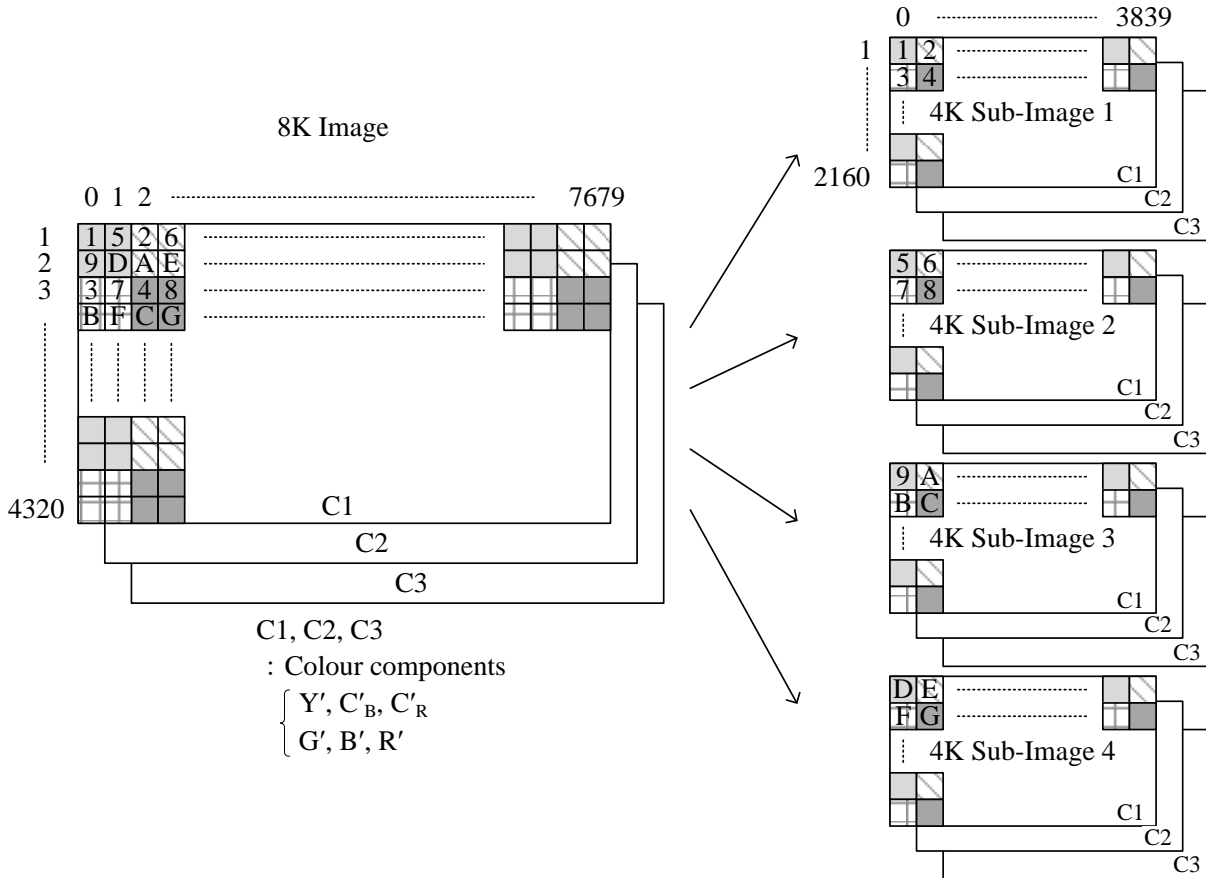 8K Image
0 1 2 7679
1 1 5 2 6
2 9 D A E
3 3 7 4 8
B F C G
4320
C1
C2
C3
C1, C2, C3
: Colour components
Y′, C′B, C′R
G′, B′, R′
0 3839
1 1 2
3 4
4K Sub-Image 1
2160
C1
C2
C3
5 6
7 8
4K Sub-Image 2
C1
C2
C3
9 A
B C
4K Sub-Image 3
C1
C2
C3
D E
F G
4K Sub-Image 4
C1
C2
C3